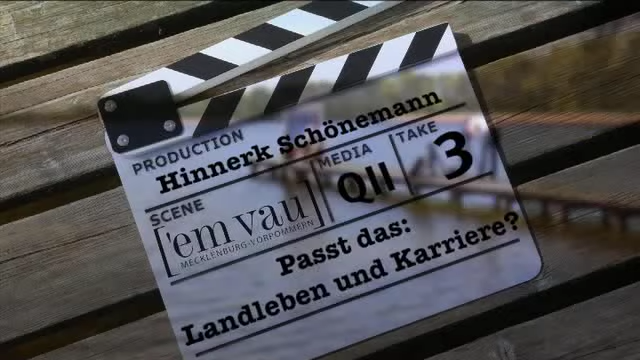 PRODUCTION
Hinnerk Schönemann
SCENE
['em vau]
MECKLENBURG-VORPOMMERN
MEDIA
QII
TAKE
3
Passt das:
Landleben und Karriere?